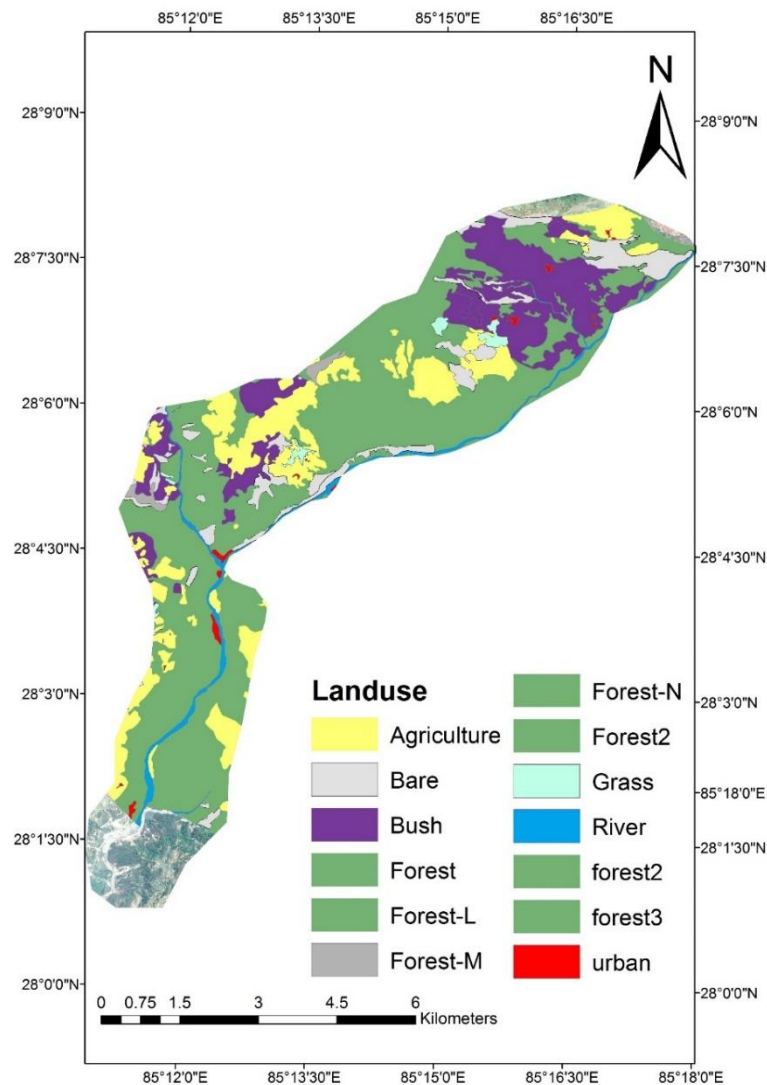 85°12'0"E 85°13'30"E 85°15'0"E 85°16'30"E
N
28°9'0"N 28°9'0"N
28°7'30"N 28°7'30"N
28°6'0"N 28°6'0"N
28°4'30"N 28°4'30"N
28°3'0"N 28°3'0"N
85°18'0"E
28°1'30"N 28°1'30"N
28°0'0"N 28°0'0"N
Landuse
Agriculture
Bare
Bush
Forest
Forest-L
Forest-M
Forest-N
Forest2
Grass
River
forest2
forest3
urban
0 0.75 1.5 3 4.5 6
Kilometers
85°12'0"E 85°13'30"E 85°15'0"E 85°16'30"E 85°18'0"E